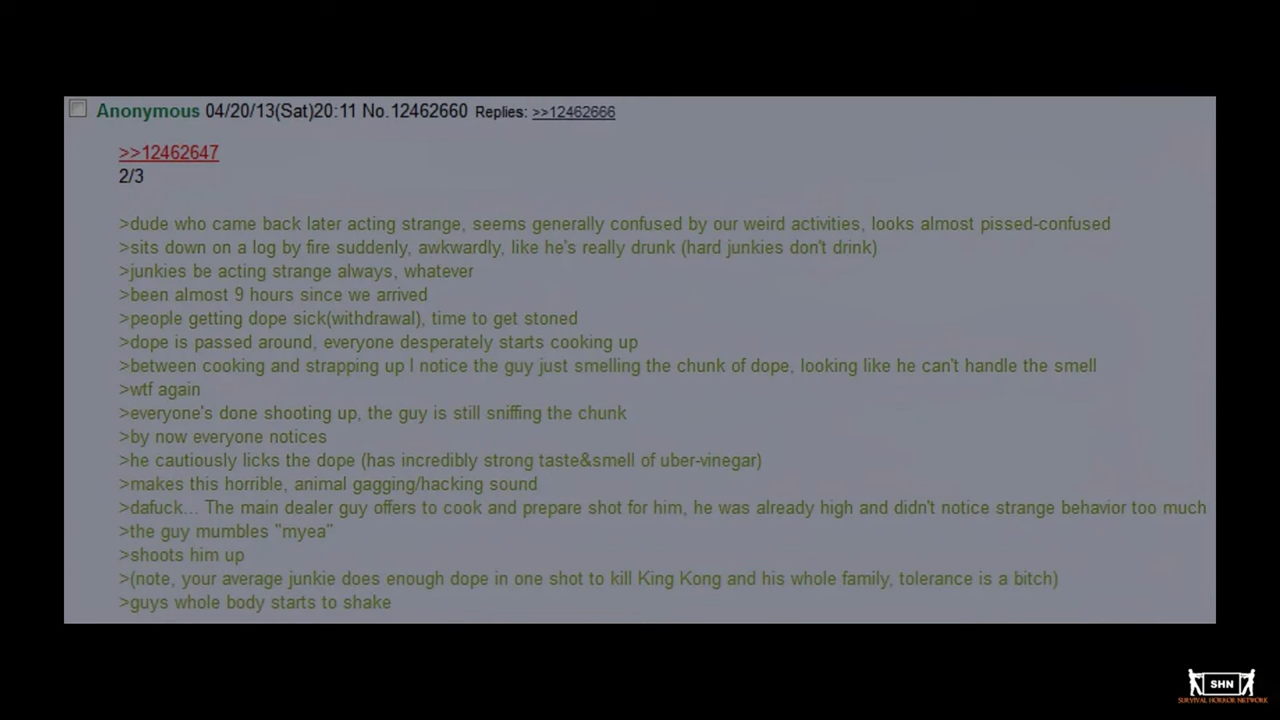 Anonymous 04/20/13(Sat)20:11 No.12462660 Replies: >>12462666
>>12462647
2/3
>dude who came back later acting strange, seems generally confused by our weird activities, looks almost pissed-confused
>sits down on a log by fire suddenly, awkwardly, like he's really drunk (hard junkies don't drink)
>junkies be acting strange always, whatever
>been almost 9 hours since we arrived
>people getting dope sick(withdrawal), time to get stoned
>dope is passed around, everyone desperately starts cooking up
>between cooking and strapping up I notice the guy just smelling the chunk of dope, looking like he can't handle the smell
>wtf again
>everyone's done shooting up, the guy is still sniffing the chunk
>by now everyone notices
>he cautiously licks the dope (has incredibly strong taste&smell of uber-vinegar)
>makes this horrible, animal gagging/hacking sound
>dafuck... The main dealer guy offers to cook and prepare shot for him, he was already high and didn't notice strange behavior too much
>the guy mumbles "myea"
>shoots him up
>(note, your average junkie does enough dope in one shot to kill King Kong and his whole family, tolerance is a bitch)
>guys whole body starts to shake
SHN
SURVIVAL HORROR NETWORK